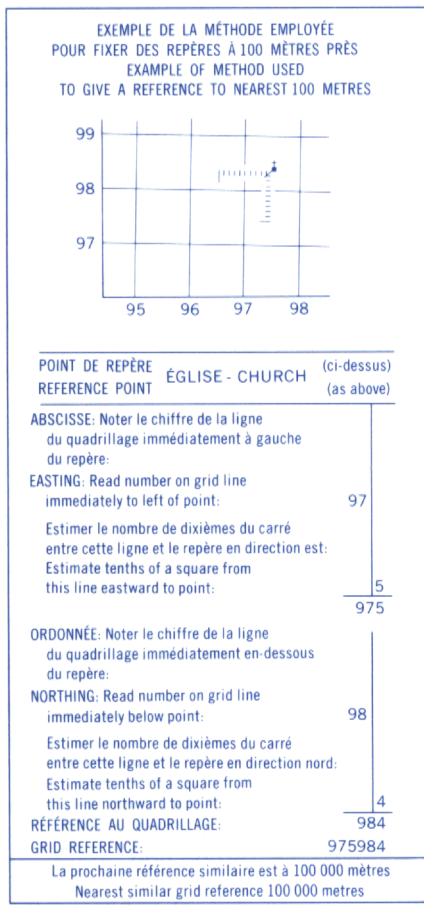 EXEMPLE DE LA MÉTHODE EMPLOYÉE
POUR FIXER DES REPÈRES À 100 MÈTRES PRÈS
EXAMPLE OF METHOD USED
TO GIVE A REFERENCE TO NEAREST 100 METRES
99
98
97
95 96 97 98
POINT DE REPÈRE
REFERENCE POINT
ÉGLISE - CHURCH
(ci-dessus)
(as above)
ABSCISSE: Noter le chiffre de la ligne
du quadrillage immédiatement à gauche
du repère:
EASTING: Read number on grid line
immediately to left of point: 97
Estimer le nombre de dixièmes du carré
entre cette ligne et le repère en direction est:
Estimate tenths of a square from
this line eastward to point: 5
975
ORDONNÉE: Noter le chiffre de la ligne
du quadrillage immédiatement en-dessous
du repère:
NORTHING: Read number on grid line
immediately below point: 98
Estimer le nombre de dixièmes du carré
entre cette ligne et le repère en direction nord:
Estimate tenths of a square from
this line northward to point: 4
RÉFÉRENCE AU QUADRILLAGE: 984
GRID REFERENCE: 975984
La prochaine référence similaire est à 100 000 mètres
Nearest similar grid reference 100 000 metres